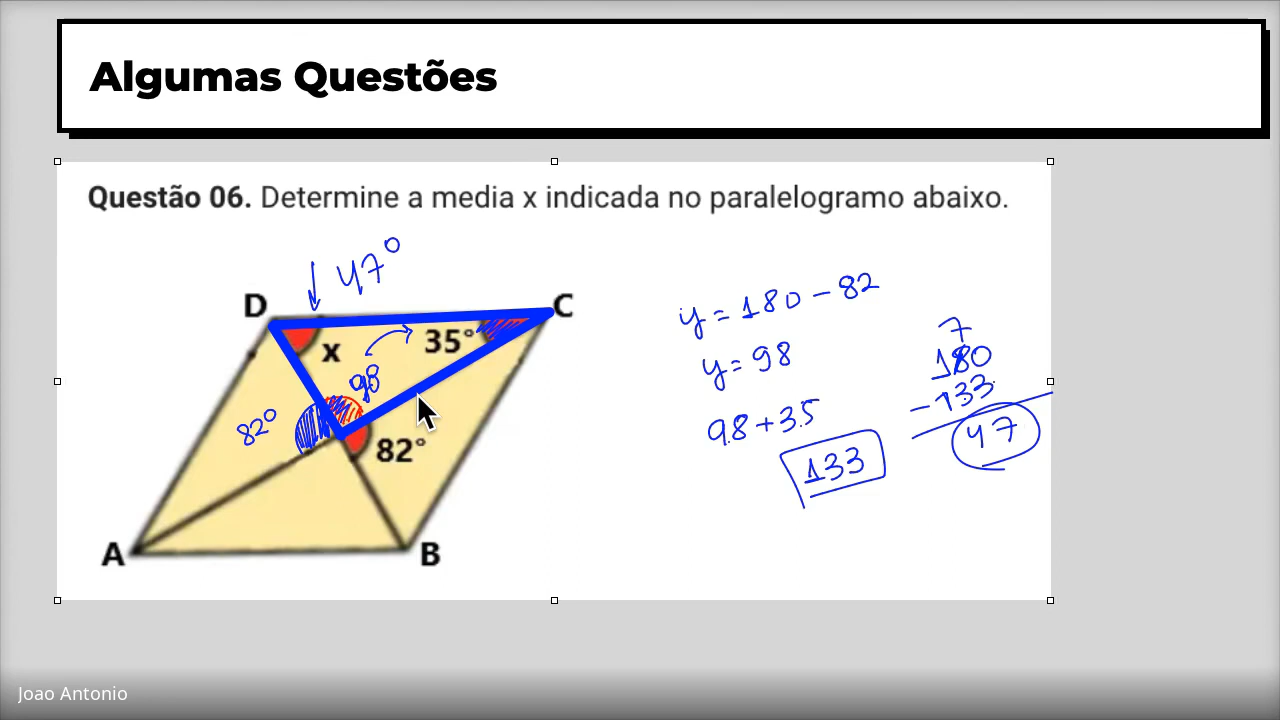 Algumas Questões
Questão 06. Determine a media x indicada no paralelogramo abaixo.
47°
D
C
x
35°
98
82°
82°
A
B
y = 180 - 82
y = 98
98 + 35
133
7
180
- 133
47
Joao Antonio